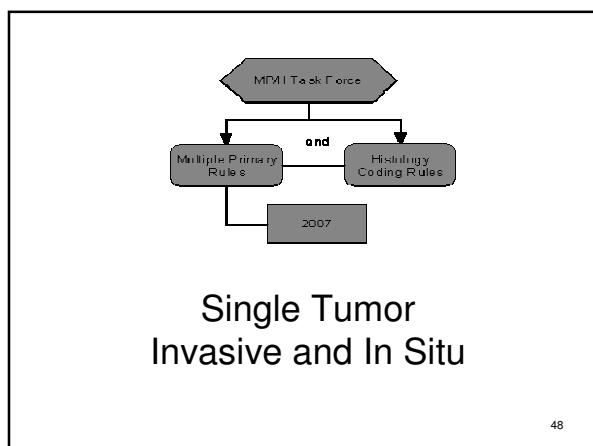 MP/H Task Force
and
Multiple Primary
Rules
Histology
Coding Rules
2007
Single Tumor
Invasive and In Situ
48